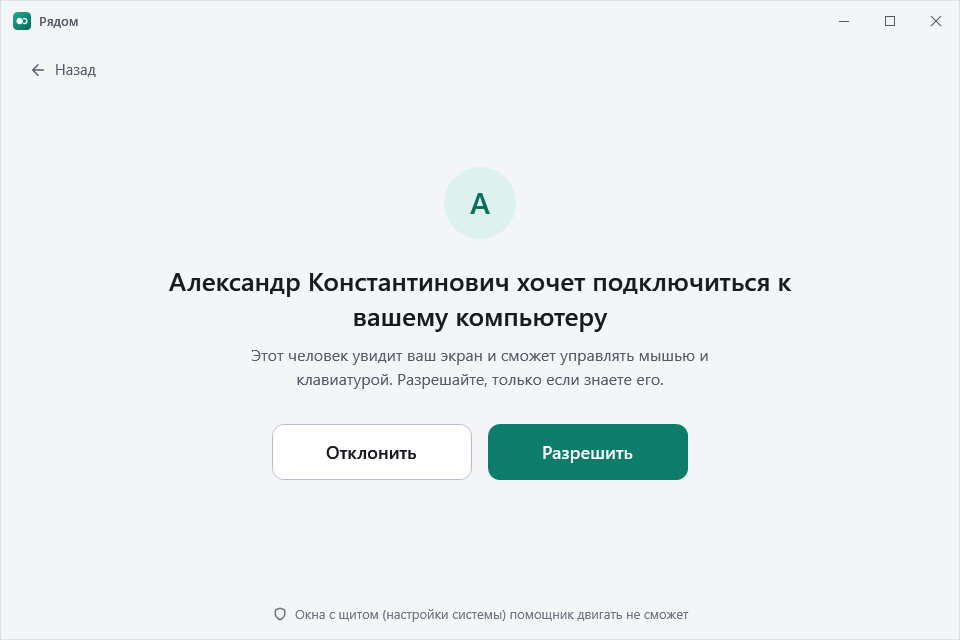 Рядом
Назад
А
Александр Константинович хочет подключиться к
вашему компьютеру
Этот человек увидит ваш экран и сможет управлять мышью и
клавиатурой. Разрешайте, только если знаете его.
Отклонить
Разрешить
Окна с щитом (настройки системы) помощник двигать не сможет